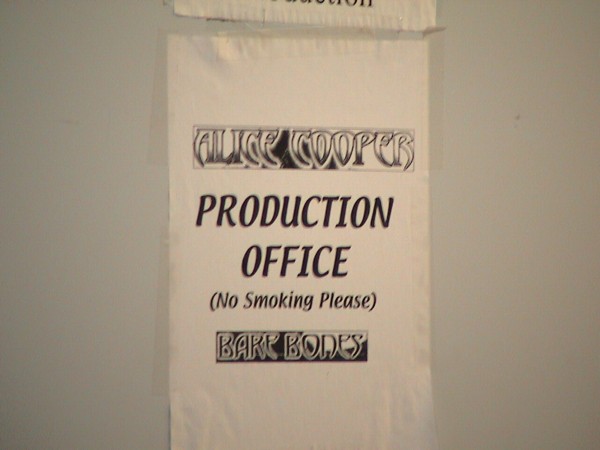 ALICE COOPER
PRODUCTION
OFFICE
(No Smoking Please)
BARE BONES